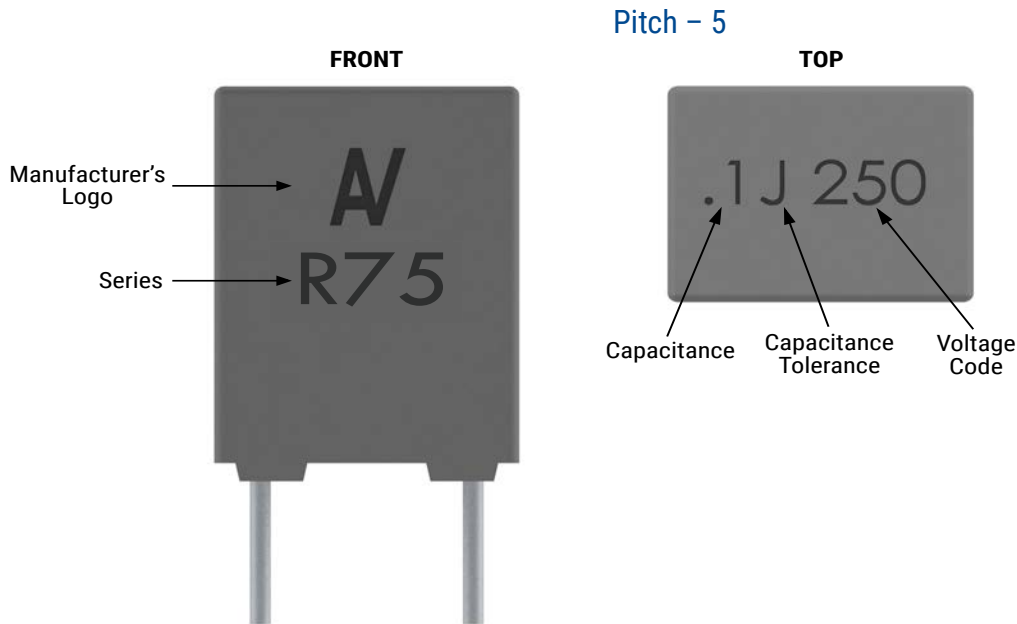 Pitch – 5
FRONT
TOP
Manufacturer's
Logo
Series
R75
.1J 250
Capacitance
Capacitance
Tolerance
Voltage
Code